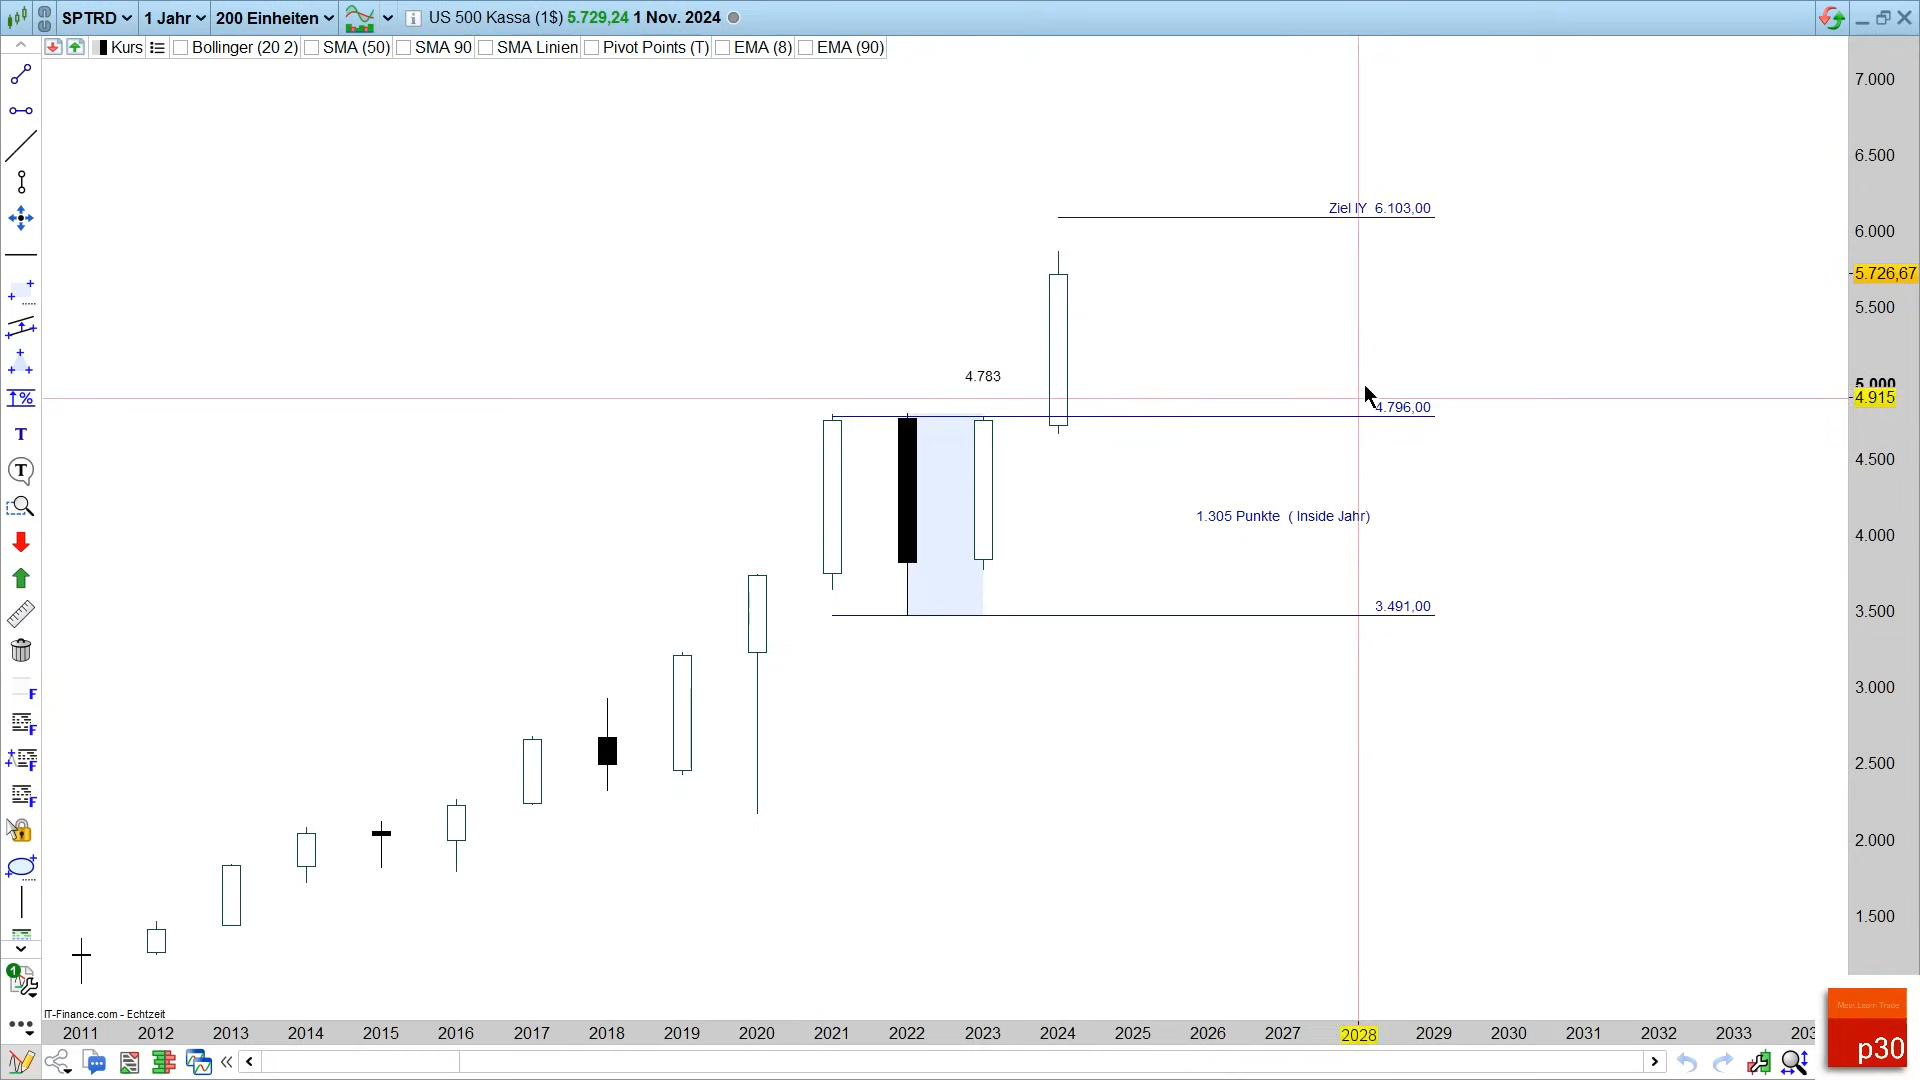 SPTRD 1 Jahr 200 Einheiten US 500 Kassa (1$) 5.729,24 1 Nov. 2024
Kurs Bollinger (20 2) SMA (50) SMA 90 SMA Linien Pivot Points (T) EMA (8) EMA (90)
7.000
6.500
Ziel IY 6.103,00
6.000
5.726,67
5.500
4.783
5.000
4.915
4.796,00
4.500
1.305 Punkte ( Inside Jahr)
4.000
3.491,00
3.500
3.000
2.500
2.000
1.500
T
T
%
F
F
F
F
1
IT-Finance.com - Echtzeit
2011 2012 2013 2014 2015 2016 2017 2018 2019 2020 2021 2022 2023 2024 2025 2026 2027 2028 2029 2030 2031 2032 2033 203
Mein Learn Trade
p30